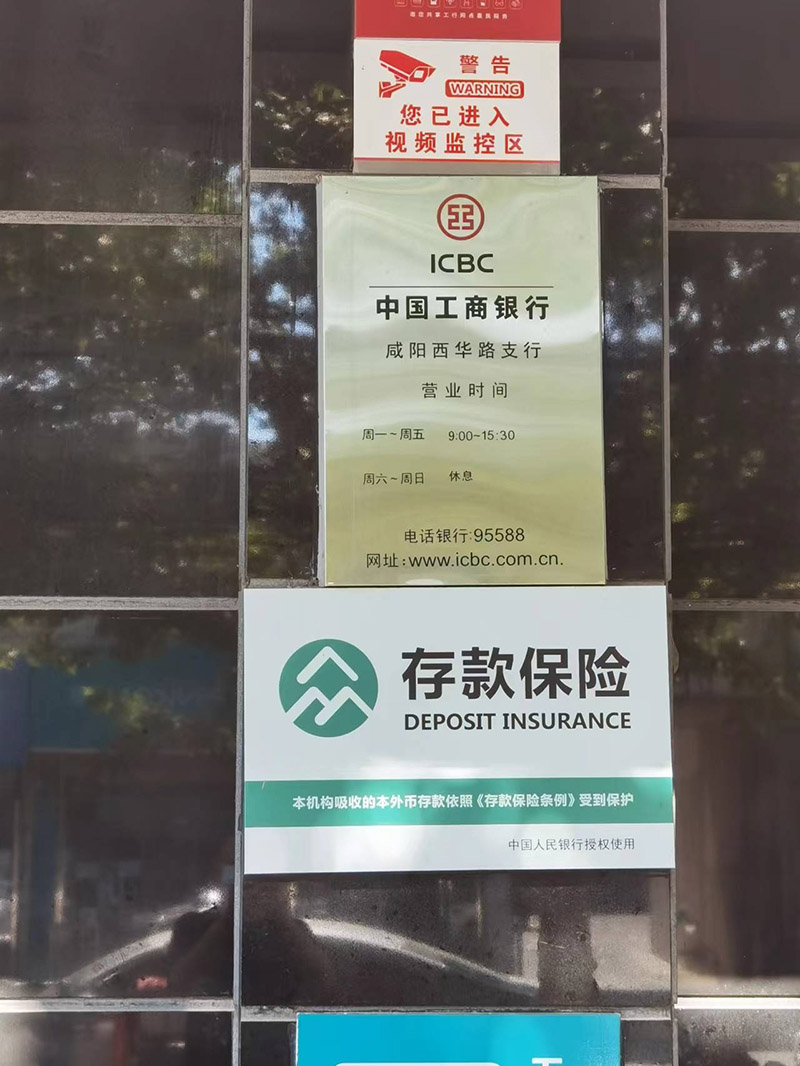 警告
WARNING
您已进入
视频监控区
ICBC
中国工商银行
咸阳西华路支行
营业时间
周一~周五 9:00~15:30
周六~周日 休息
电话银行:95588
网址:www.icbc.com.cn.
存款保险
DEPOSIT INSURANCE
本机构吸收的本外币存款依照《存款保险条例》受到保护
中国人民银行授权使用